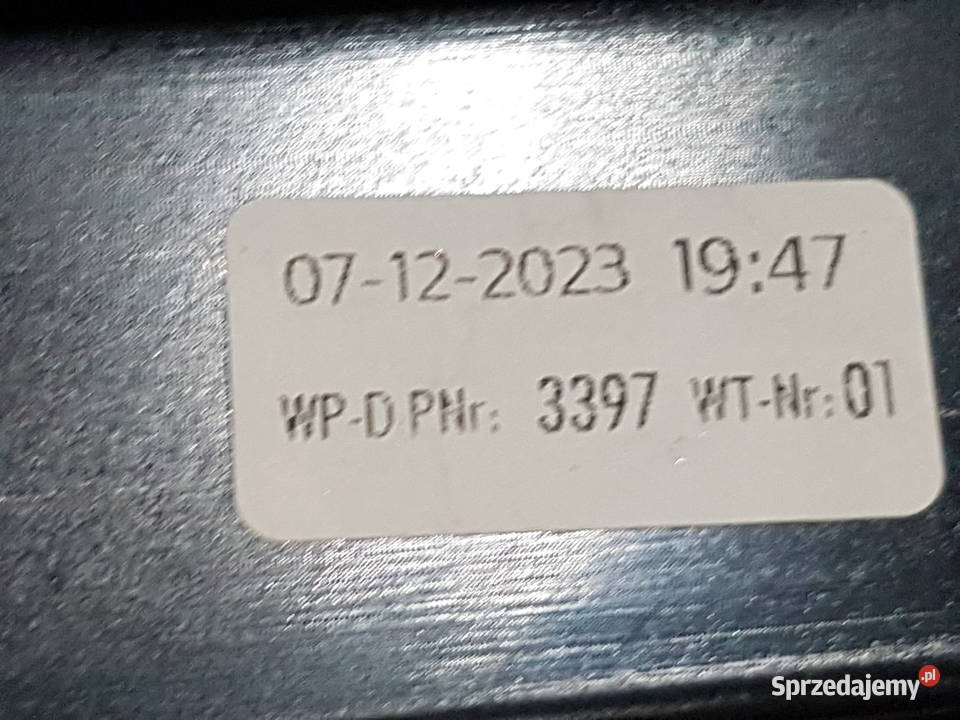 07-12-2023 19:47
WP-D PNr: 3397 WT-Nr: 01
Sprzedajemy.pl